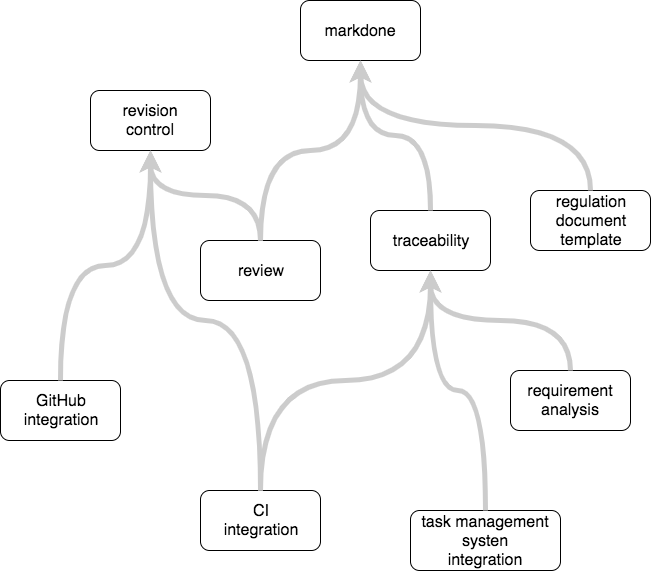 markdone
revision
control
regulation
document
template
traceability
review
GitHub
integration
requirement
analysis
CI
integration
task management
systen
integration